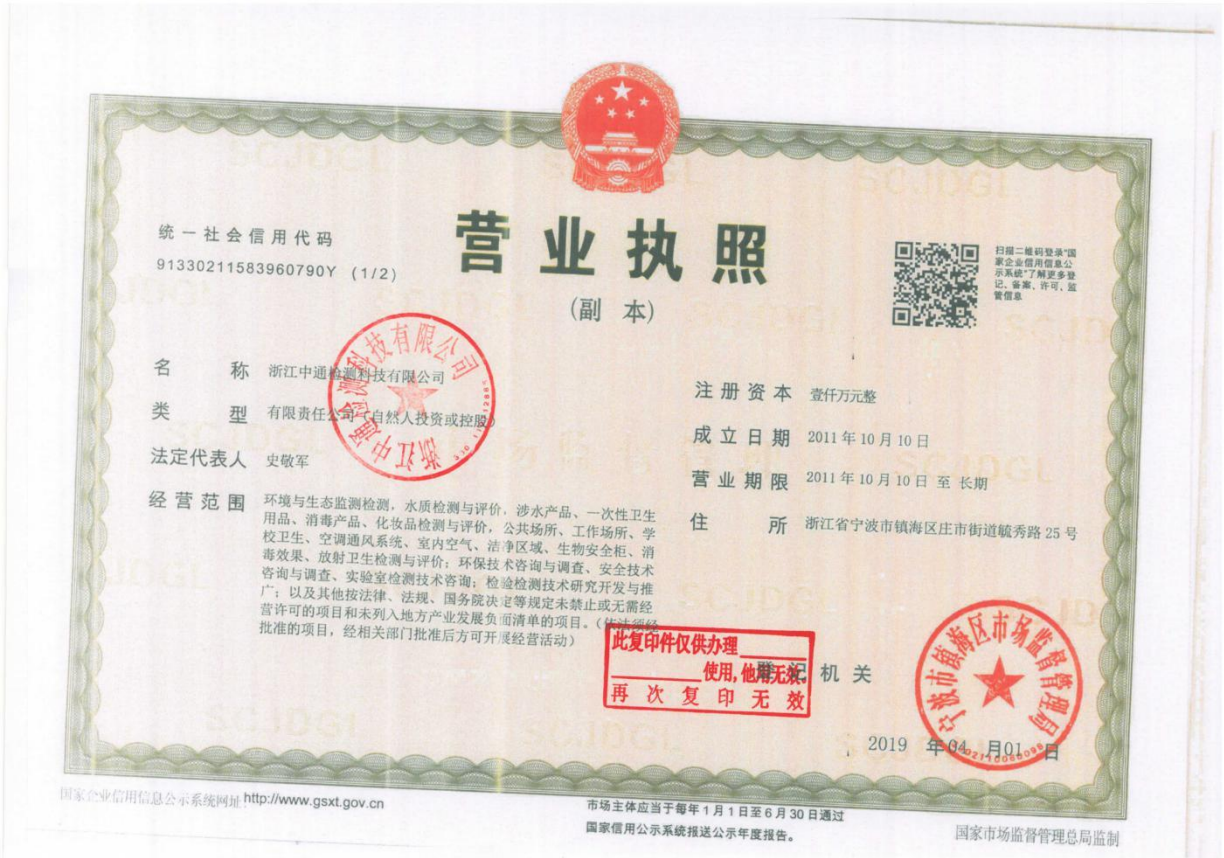 统一社会信用代码
91330211583960790Y (1/2)
营业执照
(副 本)
扫描二维码登录“国
家企业信用信息公
示系统”了解更多登
记、备案、许可、监
管信息
名 称 浙江中通检测科技有限公司
类 型 有限责任公司(自然人投资或控股)
法定代表人 史敬军
经营范围 环境与生态监测检测,水质检测与评价,涉水产品、一次性卫生
用品、消毒产品、化妆品检测与评价,公共场所、工作场所、学
校卫生、空调通风系统、室内空气、洁净区域、生物安全柜、消
毒效果、放射卫生检测与评价;环保技术咨询与调查、安全技术
咨询与调查、实验室检测技术咨询;检验检测技术研究开发与推
广;以及其他按法律、法规、国务院决定等规定未禁止或无需经
营许可的项目和未列入地方产业发展负面清单的项目。(依法须经
批准的项目,经相关部门批准后方可开展经营活动)
注册资本 壹仟万元整
成立日期 2011年10月10日
营业期限 2011年10月10日 至 长期
住 所 浙江省宁波市镇海区庄市街道毓秀路25号
浙江中通检测科技有限公司
此复印件仅供办理
使用,他用无效
再次复印无效
登记机关
宁波市镇海区市场监督管理局
2019 年04 月01 日
国家企业信用信息公示系统网址:http://www.gsxt.gov.cn
市场主体应当于每年1月1日至6月30日通过
国家信用公示系统报送公示年度报告。
国家市场监督管理总局监制
SCJDGL